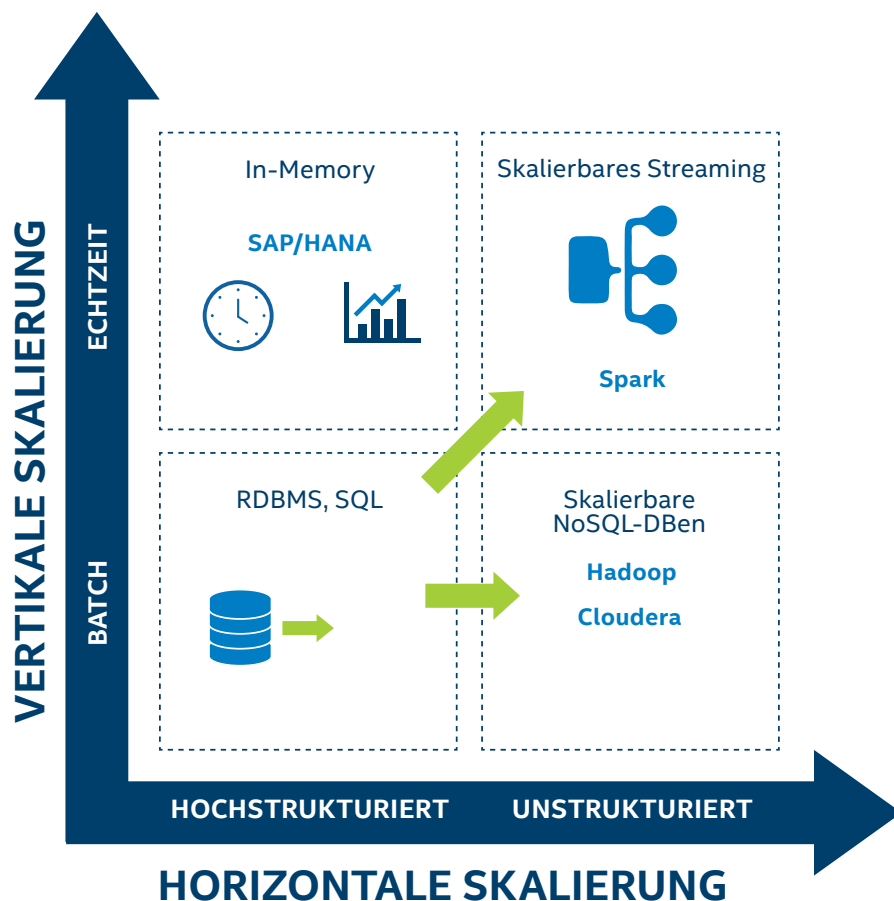 VERTIKALE SKALIERUNG
ECHTZEIT
BATCH
In-Memory
SAP/HANA
Skalierbares Streaming
Spark
RDBMS, SQL
Skalierbare
NoSQL-DBen
Hadoop
Cloudera
HOCHSTRUKTURIERT
UNSTRUKTURIERT
HORIZONTALE SKALIERUNG